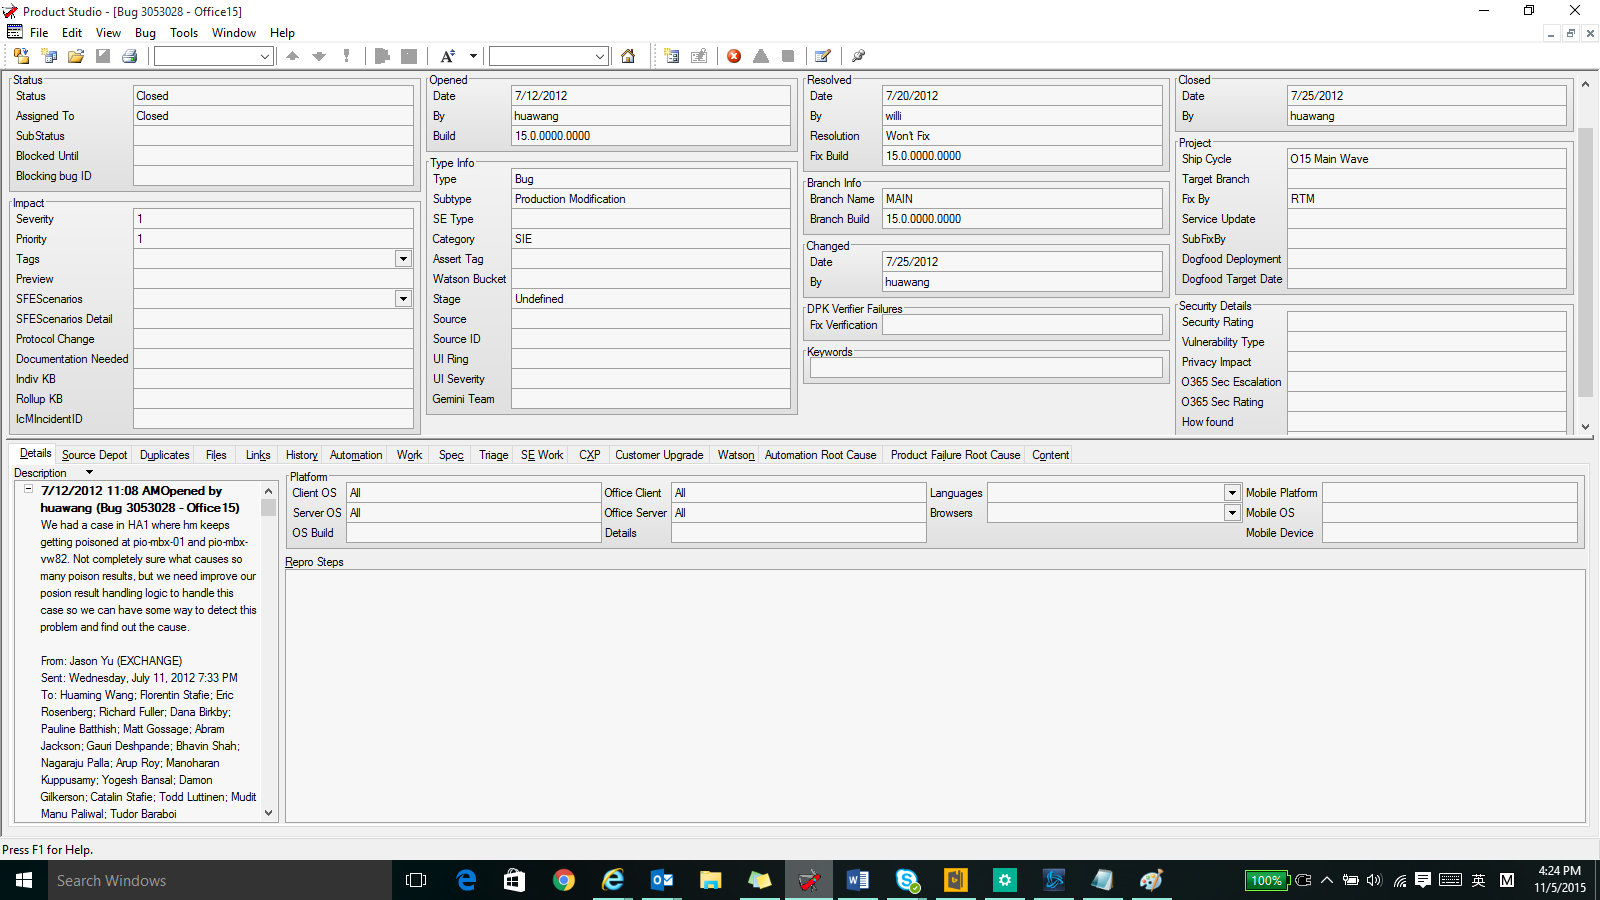 Product Studio - [Bug 3053028 - Office15]
File Edit View Bug Tools Window Help
Status
Status Closed
Assigned To Closed
SubStatus
Blocked Until
Blocking bug ID
Impact
Severity 1
Priority 1
Tags
Preview
SFEScenarios
SFEScenarios Detail
Protocol Change
Documentation Needed
Indiv KB
Rollup KB
IcMIncidentID
Opened
Date 7/12/2012
By huawang
Build 15.0.0000.0000
Type Info
Type Bug
Subtype Production Modification
SE Type
Category SIE
Assert Tag
Watson Bucket
Stage Undefined
Source
Source ID
UI Ring
UI Severity
Gemini Team
Resolved
Date 7/20/2012
By willi
Resolution Won't Fix
Fix Build 15.0.0000.0000
Branch Info
Branch Name MAIN
Branch Build 15.0.0000.0000
Changed
Date 7/25/2012
By huawang
DPK Verifier Failures
Fix Verification
Keywords
Closed
Date 7/25/2012
By huawang
Project
Ship Cycle O15 Main Wave
Target Branch
Fix By RTM
Service Update
SubFixBy
Dogfood Deployment
Dogfood Target Date
Security Details
Security Rating
Vulnerability Type
Privacy Impact
O365 Sec Escalation
O365 Sec Rating
How found
Details Source Depot Duplicates Files Links History Automation Work Spec Triage SE Work CXP Customer Upgrade Watson Automation Root Cause Product Failure Root Cause Content
Description
7/12/2012 11:08 AMOpened by
huawang (Bug 3053028 - Office15)
We had a case in HA1 where hm keeps
getting poisoned at pio-mbx-01 and pio-mbx-
vw82. Not completely sure what causes so
many poison results, but we need improve our
posion result handling logic to handle this
case so we can have some way to detect this
problem and find out the cause.
From: Jason Yu (EXCHANGE)
Sent: Wednesday, July 11, 2012 7:33 PM
To: Huaming Wang; Florentin Stafie; Eric
Rosenberg; Richard Fuller; Dana Birkby;
Pauline Batthish; Matt Gossage; Abram
Jackson; Gauri Deshpande; Bhavin Shah;
Nagaraju Palla; Arup Roy; Manoharan
Kuppusamy; Yogesh Bansal; Damon
Gilkerson; Catalin Stafie; Todd Luttinen; Mudit
Manu Paliwal; Tudor Baraboi
Platform
Client OS All Office Client All Languages Mobile Platform
Server OS All Office Server All Browsers Mobile OS
OS Build Details Mobile Device
Repro Steps
Press F1 for Help.
Search Windows
100%
英
M
4:24 PM
11/5/2015